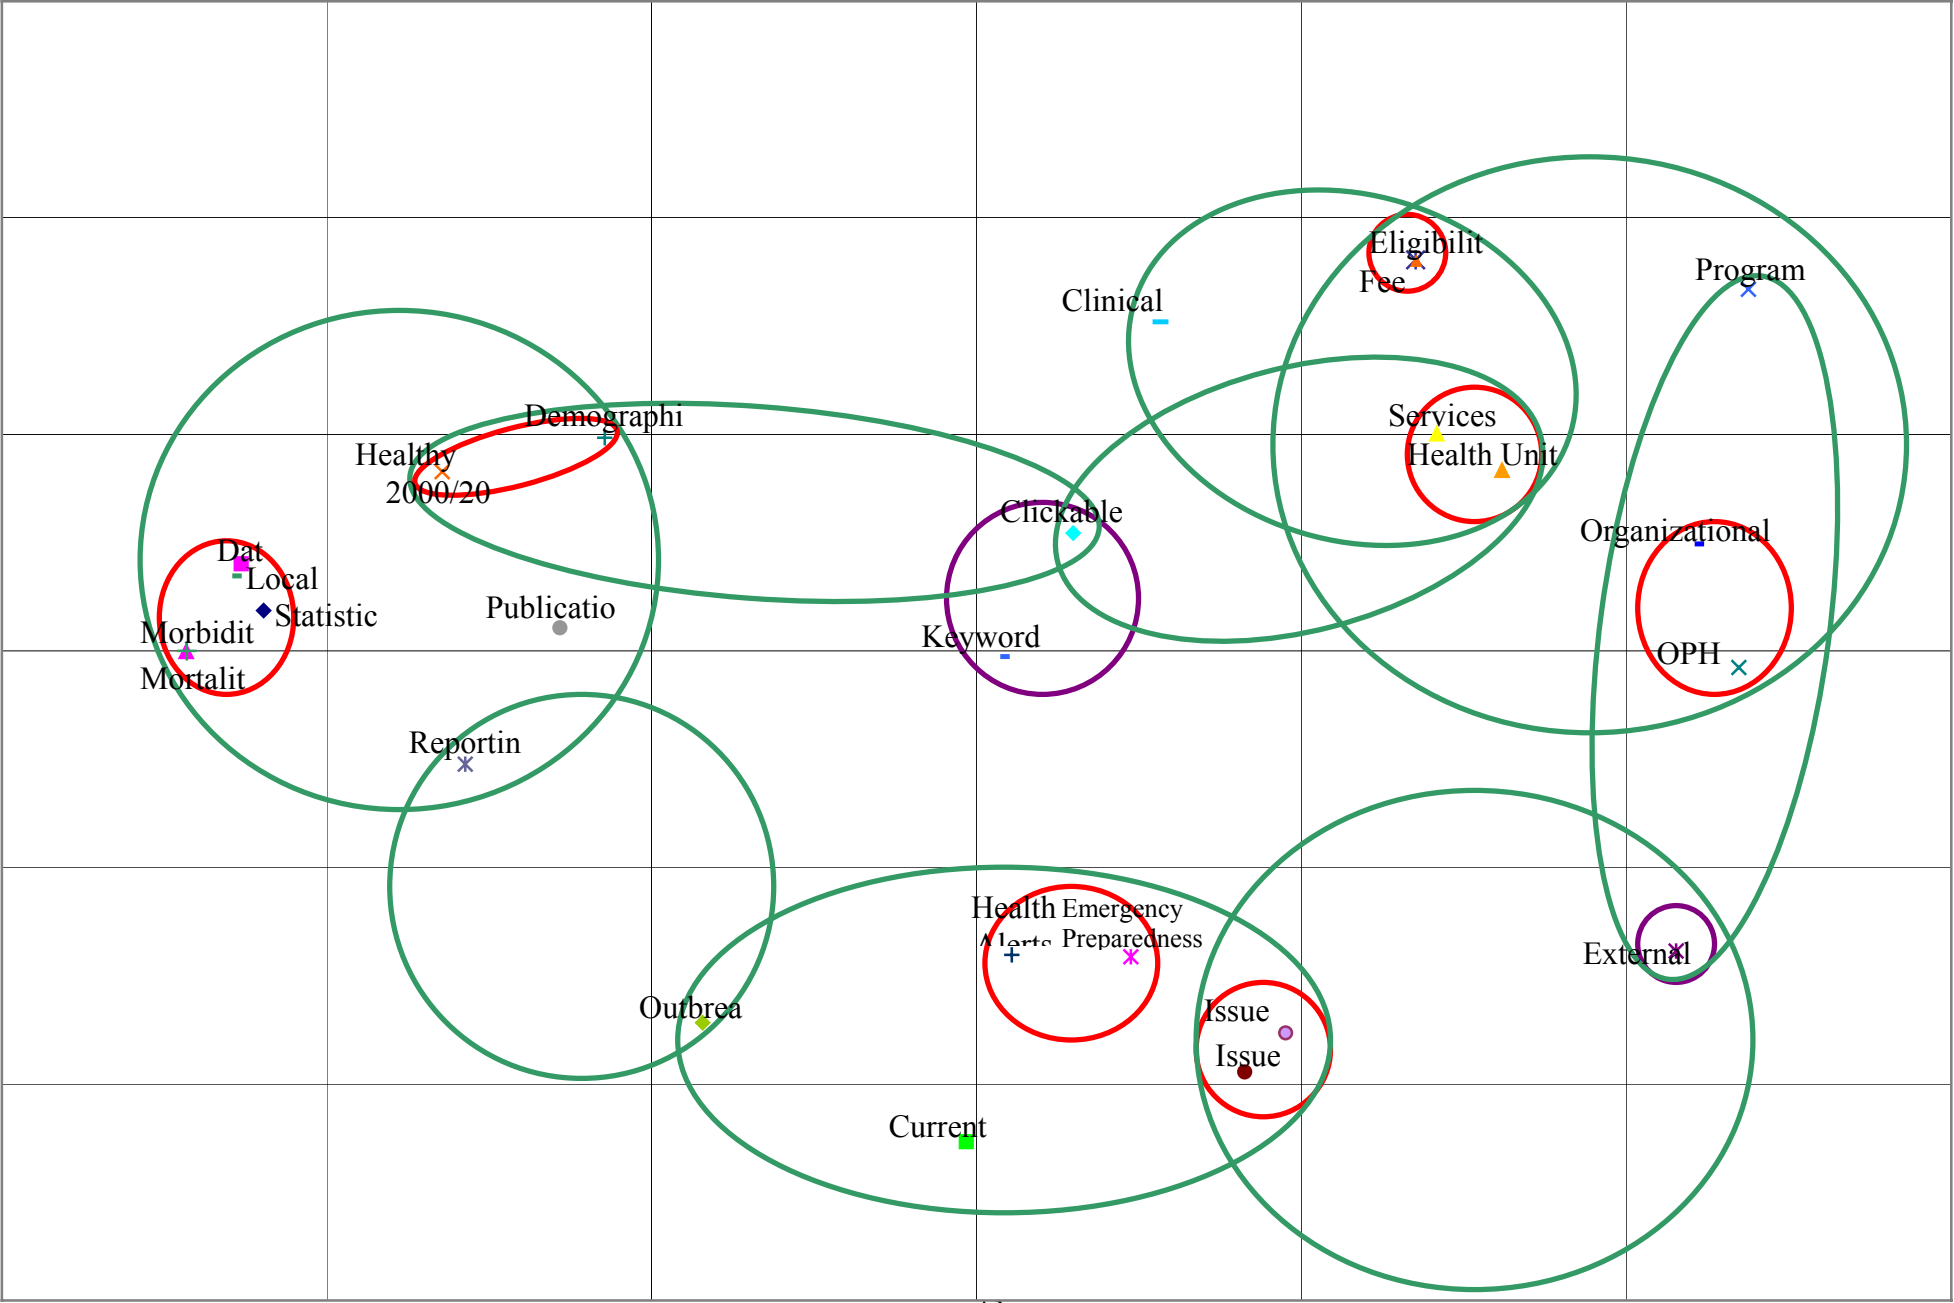 Eligibilit
Fee
Program
Clinical
Demographi
Services
Healthy
Health Unit
2000/20
Clickable
Organizational
Dat
Local
Publicatio
Statistic
Morbidit
Keyword
OPH
Mortalit
Reportin
Health
Alerts
Emergency
Preparedness
External
Outbrea
Issue
Issue
Current